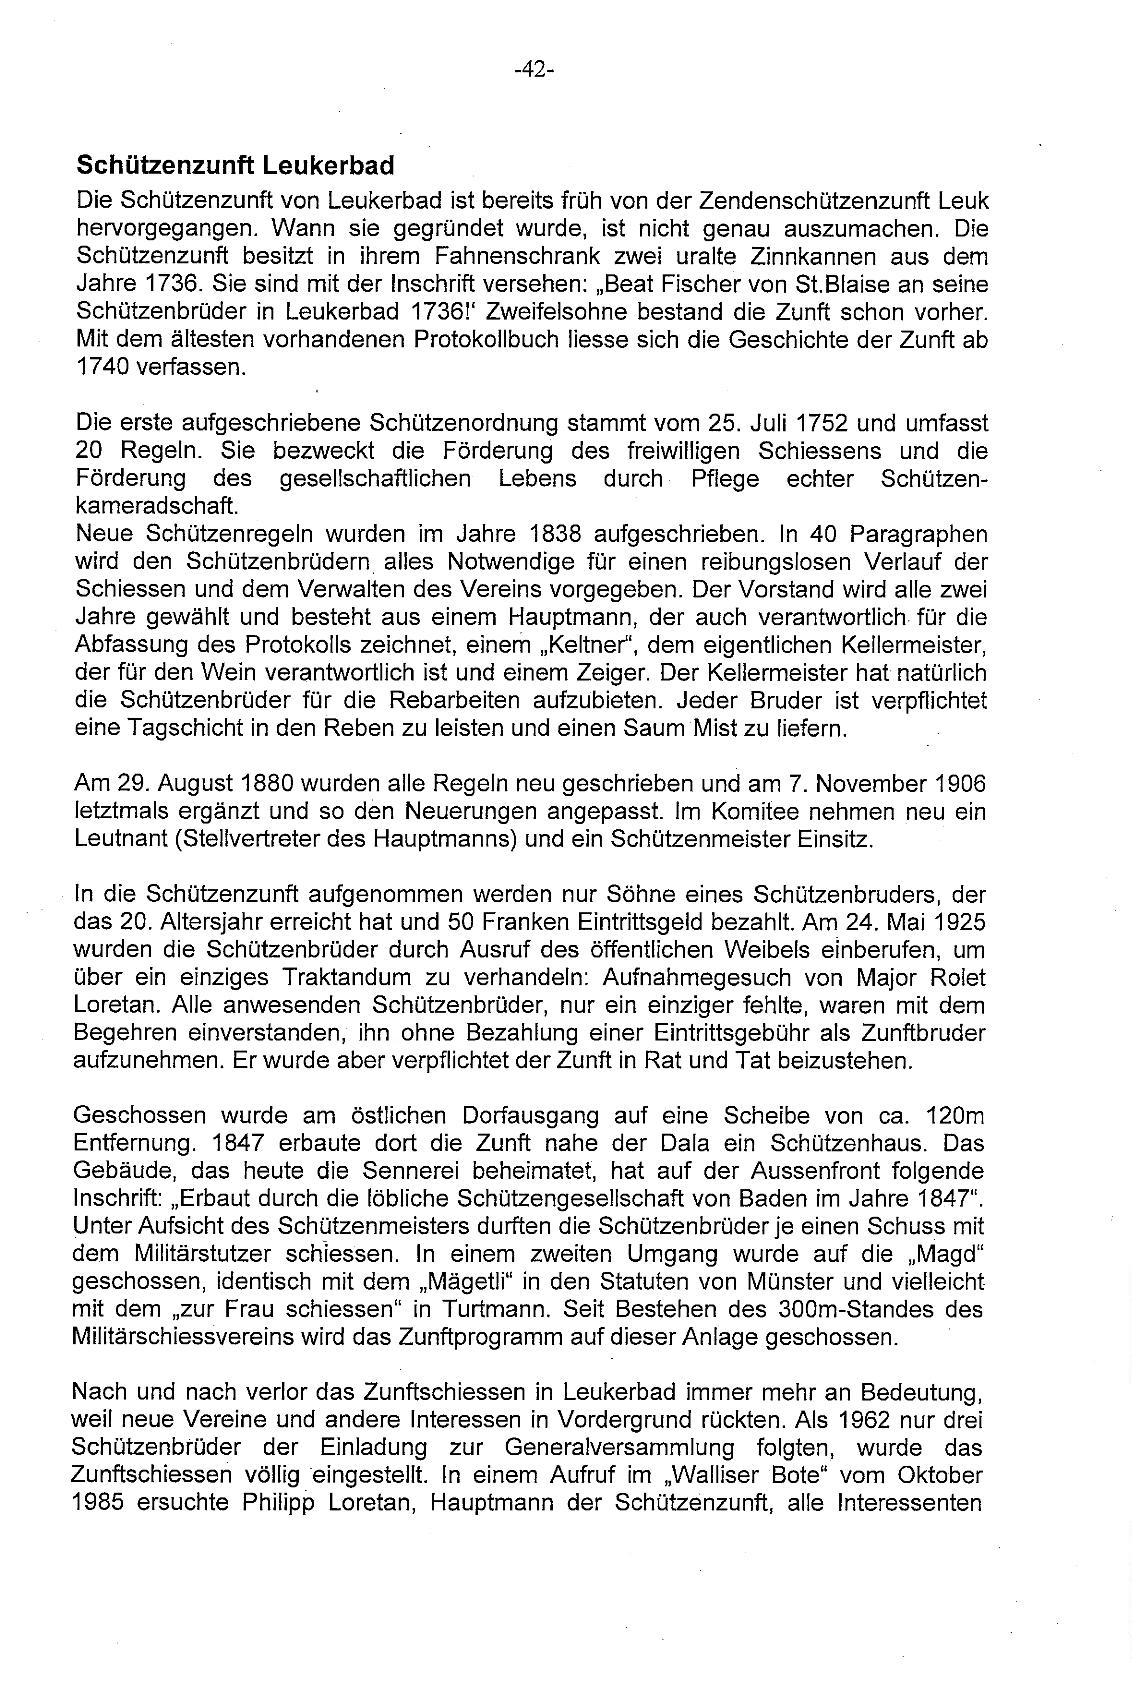 -42-
Schützenzunft Leukerbad
Die Schützenzunft von Leukerbad ist bereits früh von der Zendenschützenzunft Leuk
hervorgegangen. Wann sie gegründet wurde, ist nicht genau auszumachen. Die
Schützenzunft besitzt in ihrem Fahnenschrank zwei uralte Zinnkannen aus dem
Jahre 1736. Sie sind mit der Inschrift versehen: „Beat Fischer von St.Blaise an seine
Schützenbrüder in Leukerbad 1736!‘ Zweifelsohne bestand die Zunft schon vorher.
Mit dem ältesten vorhandenen Protokollbuch liesse sich die Geschichte der Zunft ab
1740 verfassen.
Die erste aufgeschriebene Schützenordnung stammt vom 25. Juli 1752 und umfasst
20 Regeln. Sie bezweckt die Förderung des freiwilligen Schiessens und die
Förderung des gesellschaftlichen Lebens durch Pflege echter Schützen-
kameradschaft.
Neue Schützenregeln wurden im Jahre 1838 aufgeschrieben. In 40 Paragraphen
wird den Schützenbrüdern alles Notwendige für einen reibungslosen Verlauf der
Schiessen und dem Verwalten des Vereins vorgegeben. Der Vorstand wird alle zwei
Jahre gewählt und besteht aus einem Hauptmann, der auch verantwortlich für die
Abfassung des Protokolls zeichnet, einem „Keltner“, dem eigentlichen Kellermeister,
der für den Wein verantwortlich ist und einem Zeiger. Der Kellermeister hat natürlich
die Schützenbrüder für die Rebarbeiten aufzubieten. Jeder Bruder ist verpflichtet
eine Tagschicht in den Reben zu leisten und einen Saum Mist zu liefern.
Am 29. August 1880 wurden alle Regeln neu geschrieben und am 7. November 1906
letztmals ergänzt und so den Neuerungen angepasst. Im Komitee nehmen neu ein
Leutnant (Stellvertreter des Hauptmanns) und ein Schützenmeister Einsitz.
In die Schützenzunft aufgenommen werden nur Söhne eines Schützenbruders, der
das 20. Altersjahr erreicht hat und 50 Franken Eintrittsgeld bezahlt. Am 24. Mai 1925
wurden die Schützenbrüder durch Ausruf des öffentlichen Weibels einberufen, um
über ein einziges Traktandum zu verhandeln: Aufnahmegesuch von Major Rolet
Loretan. Alle anwesenden Schützenbrüder, nur ein einziger fehlte, waren mit dem
Begehren einverstanden, ihn ohne Bezahlung einer Eintrittsgebühr als Zunftbruder
aufzunehmen. Er wurde aber verpflichtet der Zunft in Rat und Tat beizustehen.
Geschossen wurde am östlichen Dorfausgang auf eine Scheibe von ca. 120m
Entfernung. 1847 erbaute dort die Zunft nahe der Dala ein Schützenhaus. Das
Gebäude, das heute die Sennerei beheimatet, hat auf der Aussenfront folgende
Inschrift: „Erbaut durch die löbliche Schützengesellschaft von Baden im Jahre 1847“.
Unter Aufsicht des Schützenmeisters durften die Schützenbrüder je einen Schuss mit
dem Militärstutzer schiessen. In einem zweiten Umgang wurde auf die „Magd“
geschossen, identisch mit dem „Mägetli“ in den Statuten von Münster und vielleicht
mit dem „zur Frau schiessen“ in Turtmann. Seit Bestehen des 300m-Standes des
Militärschiessvereins wird das Zunftprogramm auf dieser Anlage geschossen.
Nach und nach verlor das Zunftschiessen in Leukerbad immer mehr an Bedeutung,
weil neue Vereine und andere Interessen in Vordergrund rückten. Als 1962 nur drei
Schützenbrüder der Einladung zur Generalversammlung folgten, wurde das
Zunftschiessen völlig eingestellt. In einem Aufruf im „Walliser Bote“ vom Oktober
1985 ersuchte Philipp Loretan, Hauptmann der Schützenzunft, alle Interessenten